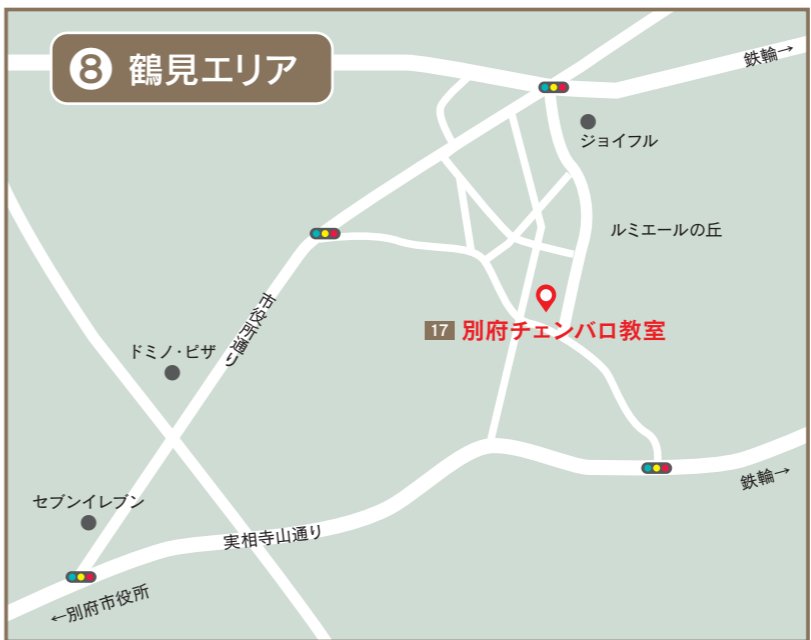 8 鶴見エリア
鉄輪→
ジョイフル
ルミエールの丘
17 別府チェンバロ教室
市役所通り
ドミノ・ピザ
セブンイレブン
鉄輪→
実相寺山通り
←別府市役所